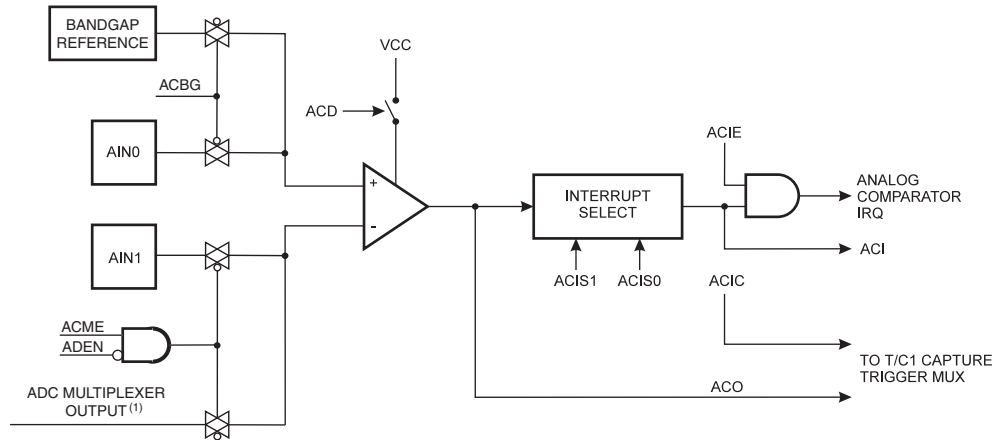 BANDGAP
REFERENCE
VCC
ACBG
ACD
AIN0
ACIE
+
-
INTERRUPT
SELECT
ANALOG
COMPARATOR
IRQ
AIN1
ACI
ACIS1 ACIS0
ACIC
ACME
ADEN
TO T/C1 CAPTURE
TRIGGER MUX
ADC MULTIPLEXER
OUTPUT (1)
ACO